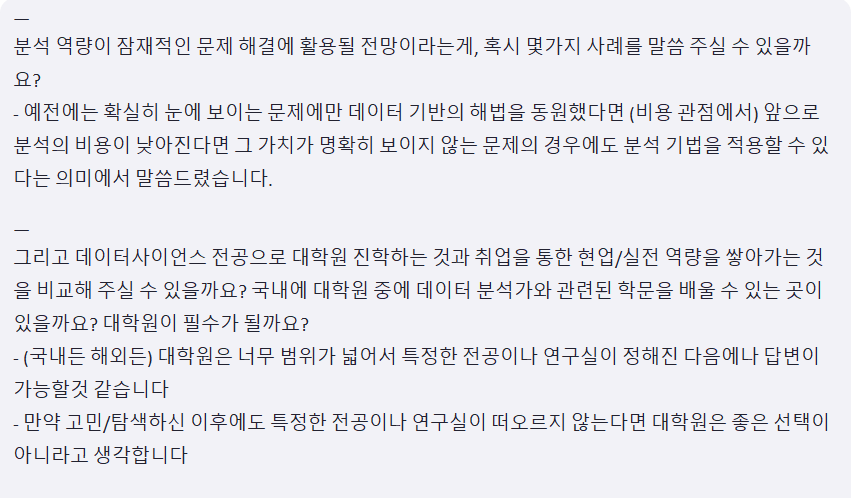 —
분석 역량이 잠재적인 문제 해결에 활용될 전망이라는게, 혹시 몇가지 사례를 말씀 주실 수 있을까
요?
- 예전에는 확실히 눈에 보이는 문제에만 데이터 기반의 해법을 동원했다면 (비용 관점에서) 앞으로
분석의 비용이 낮아진다면 그 가치가 명확히 보이지 않는 문제의 경우에도 분석 기법을 적용할 수 있
다는 의미에서 말씀드렸습니다.
—
그리고 데이터사이언스 전공으로 대학원 진학하는 것과 취업을 통한 현업/실전 역량을 쌓아가는 것
을 비교해 주실 수 있을까요? 국내에 대학원 중에 데이터 분석가와 관련된 학문을 배울 수 있는 곳이
있을까요? 대학원이 필수가 될까요?
- (국내든 해외든) 대학원은 너무 범위가 넓어서 특정한 전공이나 연구실이 정해진 다음에나 답변이
가능할것 같습니다
- 만약 고민/탐색하신 이후에도 특정한 전공이나 연구실이 떠오르지 않는다면 대학원은 좋은 선택이
아니라고 생각합니다